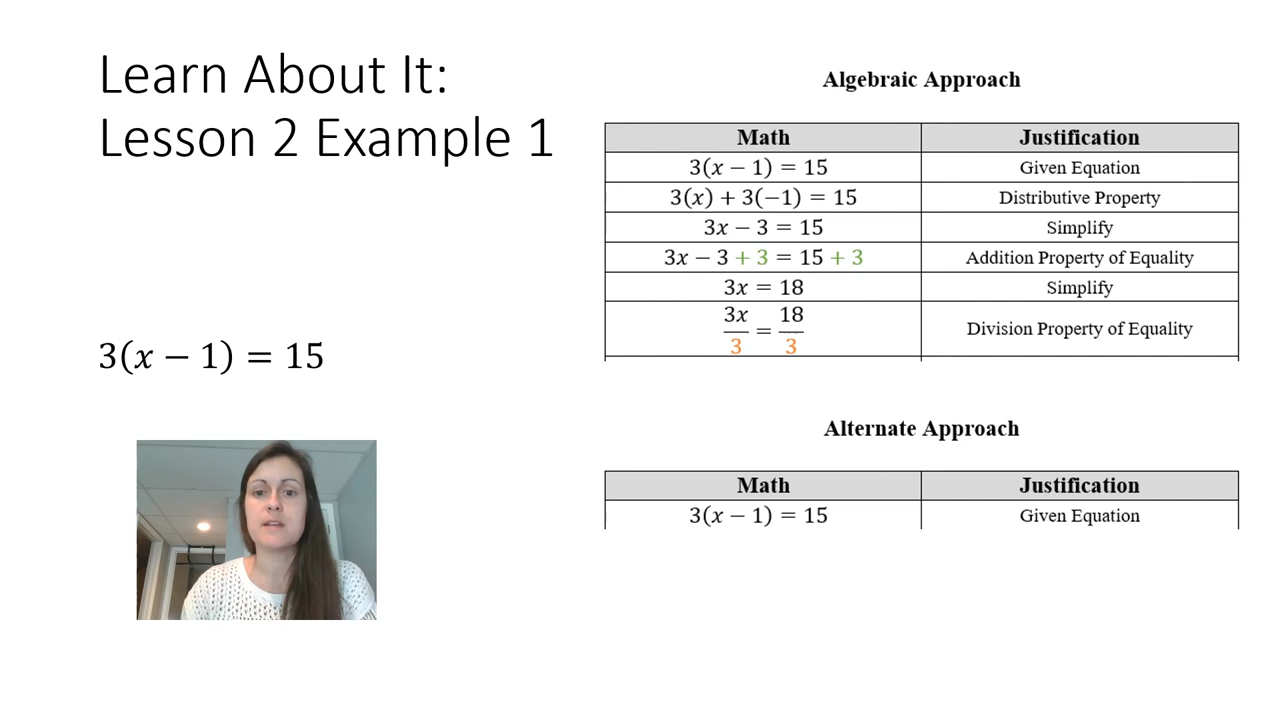 Learn About It:
Lesson 2 Example 1
3(x − 1) = 15
Algebraic Approach
Math Justification
3(x − 1) = 15 Given Equation
3(x) + 3(−1) = 15 Distributive Property
3x − 3 = 15 Simplify
3x − 3 + 3 = 15 + 3 Addition Property of Equality
3x = 18 Simplify
3x/3 = 18/3 Division Property of Equality
Alternate Approach
Math Justification
3(x − 1) = 15 Given Equation